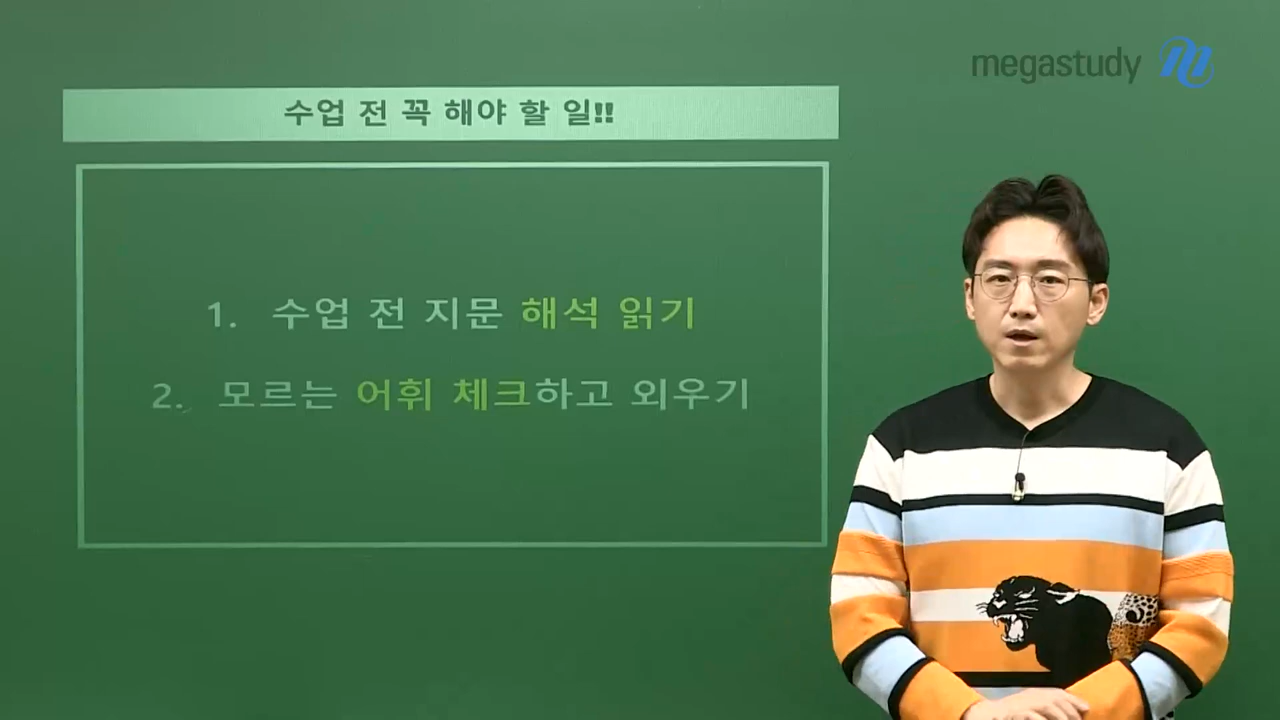 megastudy
수업 전 꼭 해야 할 일!!
1. 수업 전 지문 해석 읽기
2. 모르는 어휘 체크하고 외우기